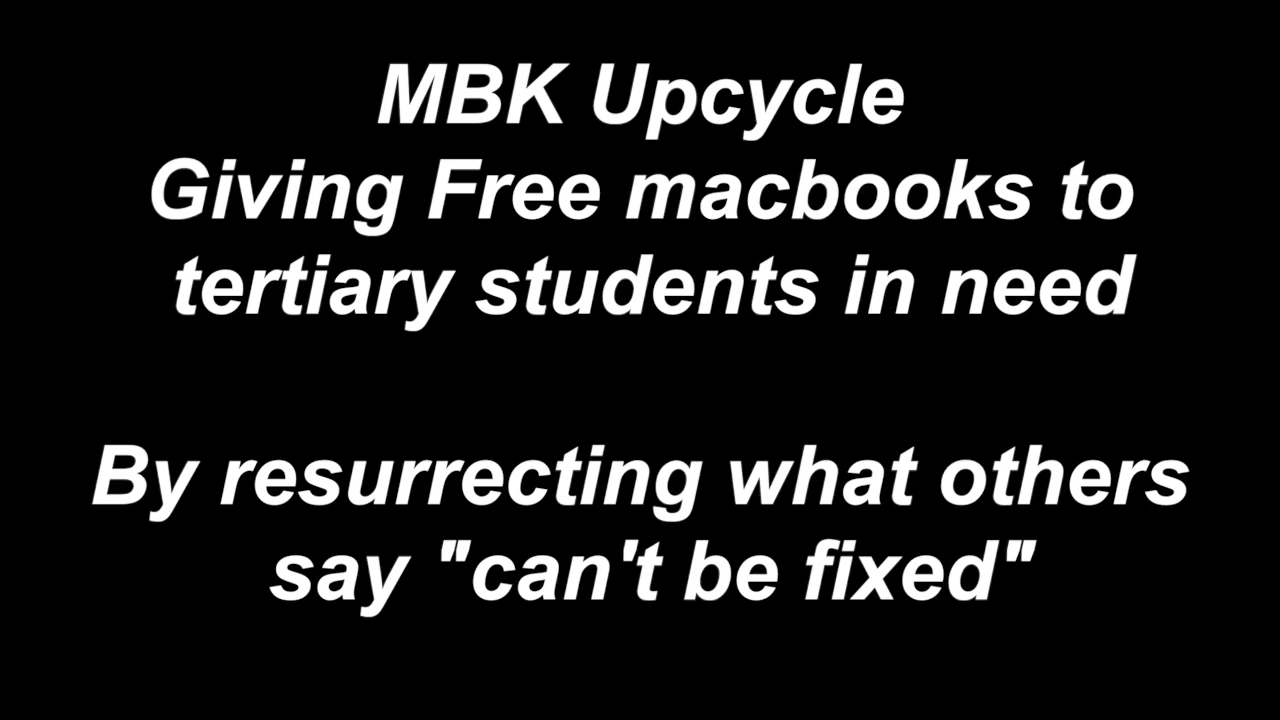 MBK Upcycle
Giving Free macbooks to
tertiary students in need
By resurrecting what others
say "can't be fixed"